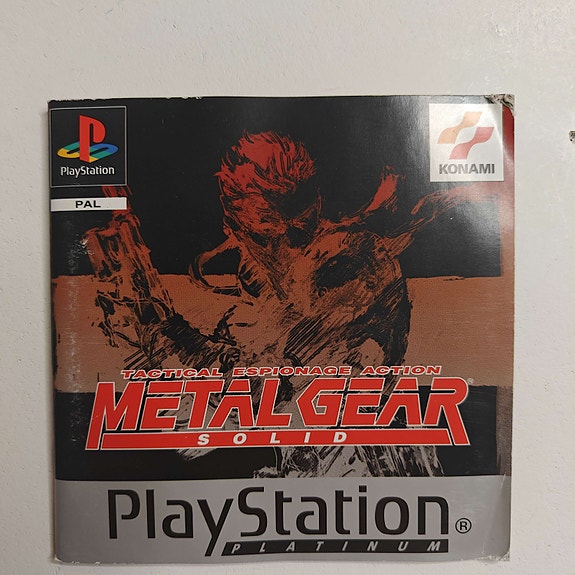 PlayStation
PAL
KONAMI
TACTICAL ESPIONAGE ACTION
METAL GEAR
SOLID
PlayStation®
PLATINUM